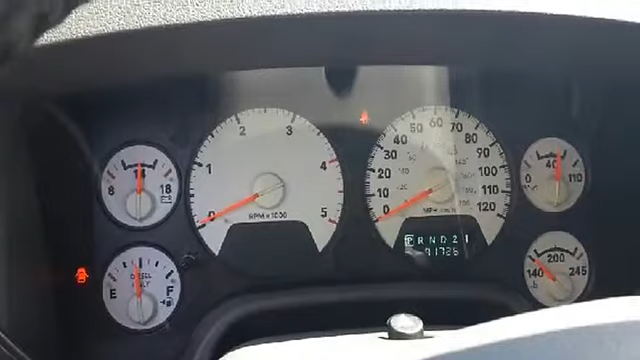 8 18
E DIESEL ONLY F
0 1 2 3 4 5
RPM×1000
0 10 20 30 40 50 60 70 80 90 100 110 120
MPH
0 40 110
140 200 245
P R N D 2 1